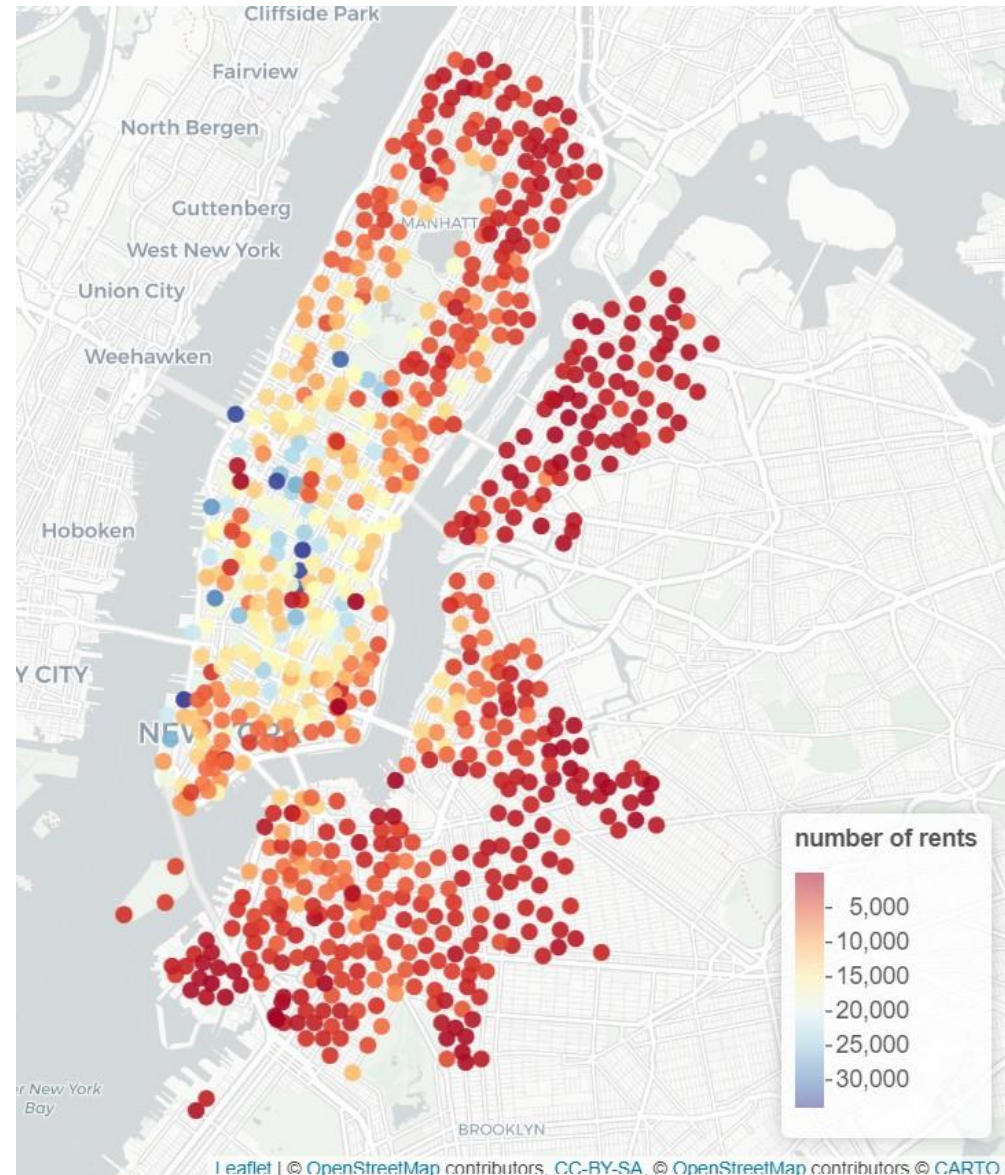 Cliffside Park
Fairview
North Bergen
Guttenberg
MANHATT
West New York
Union City
Weehawken
Hoboken
Y CITY
NEW YORK
number of rents
5,000
10,000
15,000
20,000
25,000
30,000
er New York
Bay
BROOKLYN
Leaflet | © OpenStreetMap contributors, CC-BY-SA, © OpenStreetMap contributors © CARTO